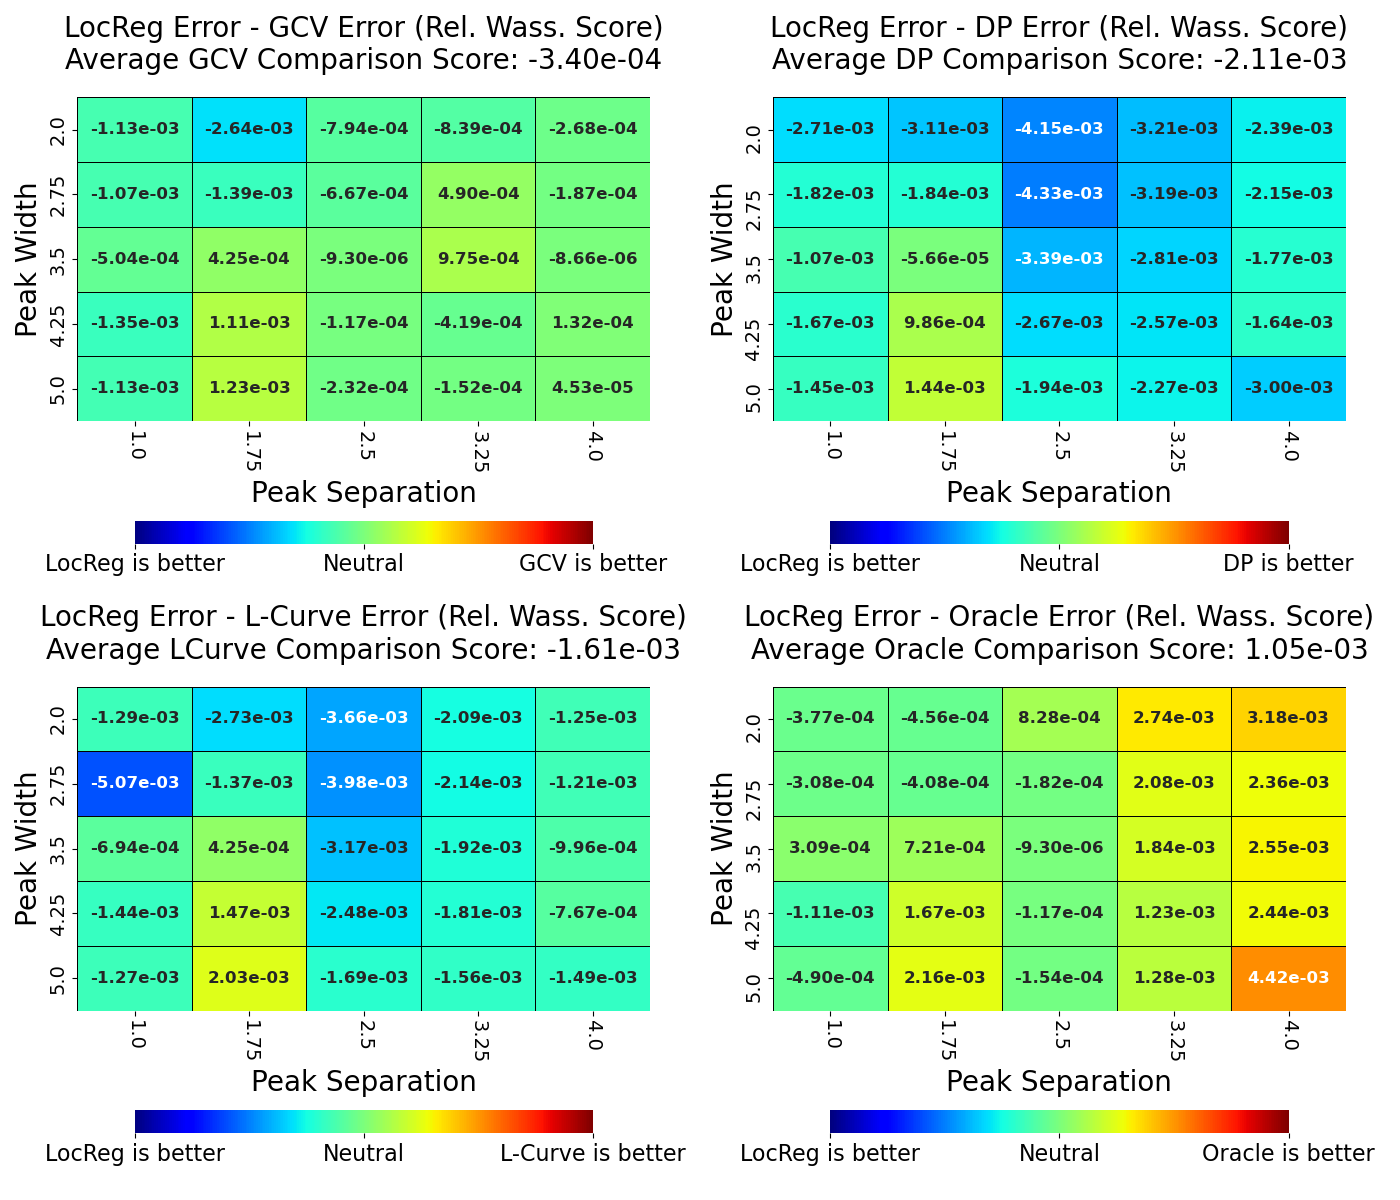 LocReg Error - GCV Error (Rel. Wass. Score)
Average GCV Comparison Score: -3.40e-04
2.0 -1.13e-03 -2.64e-03 -7.94e-04 -8.39e-04 -2.68e-04
2.75 -1.07e-03 -1.39e-03 -6.67e-04 4.90e-04 -1.87e-04
3.5 -5.04e-04 4.25e-04 -9.30e-06 9.75e-04 -8.66e-06
4.25 -1.35e-03 1.11e-03 -1.17e-04 -4.19e-04 1.32e-04
5.0 -1.13e-03 1.23e-03 -2.32e-04 -1.52e-04 4.53e-05
Peak Width
1.0 1.75 2.5 3.25 4.0
Peak Separation
LocReg is better Neutral GCV is better
LocReg Error - DP Error (Rel. Wass. Score)
Average DP Comparison Score: -2.11e-03
2.0 -2.71e-03 -3.11e-03 -4.15e-03 -3.21e-03 -2.39e-03
2.75 -1.82e-03 -1.84e-03 -4.33e-03 -3.19e-03 -2.15e-03
3.5 -1.07e-03 -5.66e-05 -3.39e-03 -2.81e-03 -1.77e-03
4.25 -1.67e-03 9.86e-04 -2.67e-03 -2.57e-03 -1.64e-03
5.0 -1.45e-03 1.44e-03 -1.94e-03 -2.27e-03 -3.00e-03
Peak Width
1.0 1.75 2.5 3.25 4.0
Peak Separation
LocReg is better Neutral DP is better
LocReg Error - L-Curve Error (Rel. Wass. Score)
Average LCurve Comparison Score: -1.61e-03
2.0 -1.29e-03 -2.73e-03 -3.66e-03 -2.09e-03 -1.25e-03
2.75 -5.07e-03 -1.37e-03 -3.98e-03 -2.14e-03 -1.21e-03
3.5 -6.94e-04 4.25e-04 -3.17e-03 -1.92e-03 -9.96e-04
4.25 -1.44e-03 1.47e-03 -2.48e-03 -1.81e-03 -7.67e-04
5.0 -1.27e-03 2.03e-03 -1.69e-03 -1.56e-03 -1.49e-03
Peak Width
1.0 1.75 2.5 3.25 4.0
Peak Separation
LocReg is better Neutral L-Curve is better
LocReg Error - Oracle Error (Rel. Wass. Score)
Average Oracle Comparison Score: 1.05e-03
2.0 -3.77e-04 -4.56e-04 8.28e-04 2.74e-03 3.18e-03
2.75 -3.08e-04 -4.08e-04 -1.82e-04 2.08e-03 2.36e-03
3.5 3.09e-04 7.21e-04 -9.30e-06 1.84e-03 2.55e-03
4.25 -1.11e-03 1.67e-03 -1.17e-04 1.23e-03 2.44e-03
5.0 -4.90e-04 2.16e-03 -1.54e-04 1.28e-03 4.42e-03
Peak Width
1.0 1.75 2.5 3.25 4.0
Peak Separation
LocReg is better Neutral Oracle is better